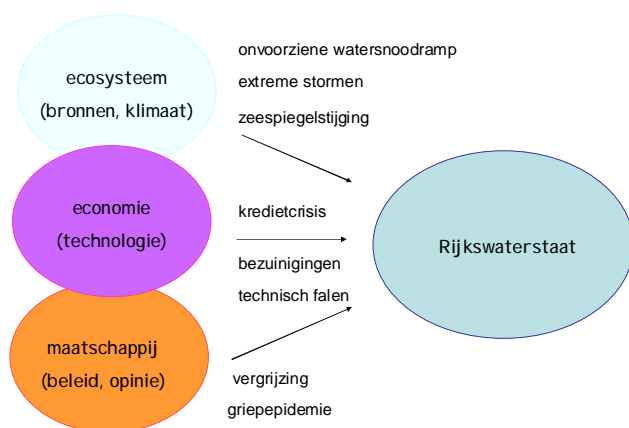 ecosysteem
(bronnen, klimaat)
onvoorziene watersnoodramp
extreme stormen
zeespiegelstijging
economie
(technologie)
kredietcrisis
bezuinigingen
technisch falen
Rijkswaterstaat
maatschappij
(beleid, opinie)
vergrijzing
griepepidemie